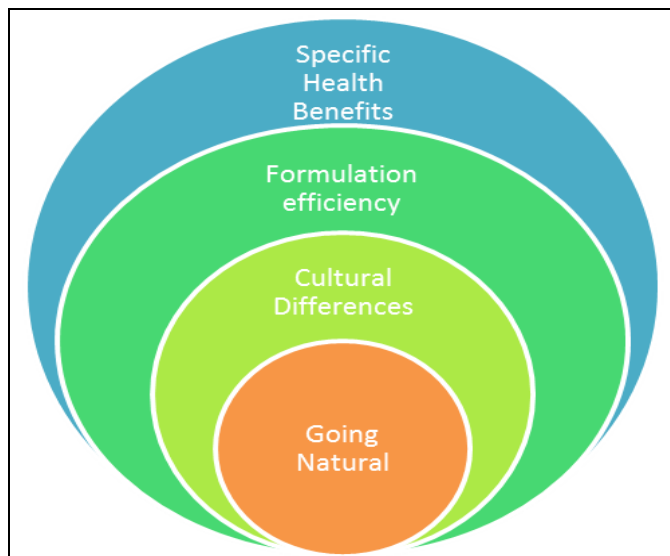 Specific
Health
Benefits
Formulation
efficiency
Cultural
Differences
Going
Natural